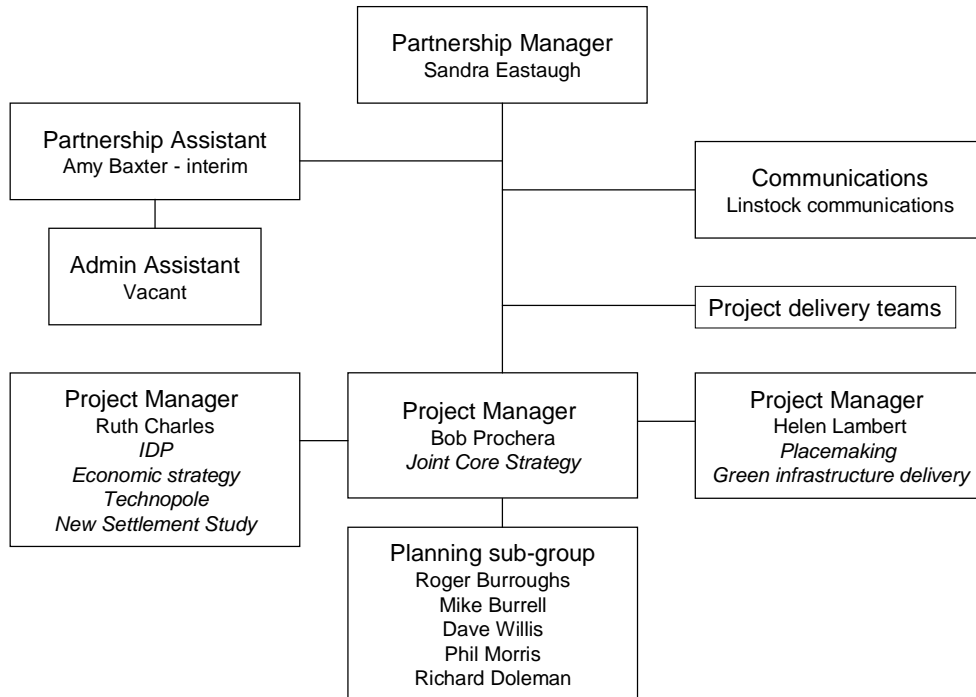 Partnership Manager
Sandra Eastaugh
Partnership Assistant
Amy Baxter - interim
Communications
Linstock communications
Admin Assistant
Vacant
Project delivery teams
Project Manager
Ruth Charles
IDP
Economic strategy
Technopole
New Settlement Study
Project Manager
Bob Prochera
Joint Core Strategy
Project Manager
Helen Lambert
Placemaking
Green infrastructure delivery
Planning sub-group
Roger Burroughs
Mike Burrell
Dave Willis
Phil Morris
Richard Doleman